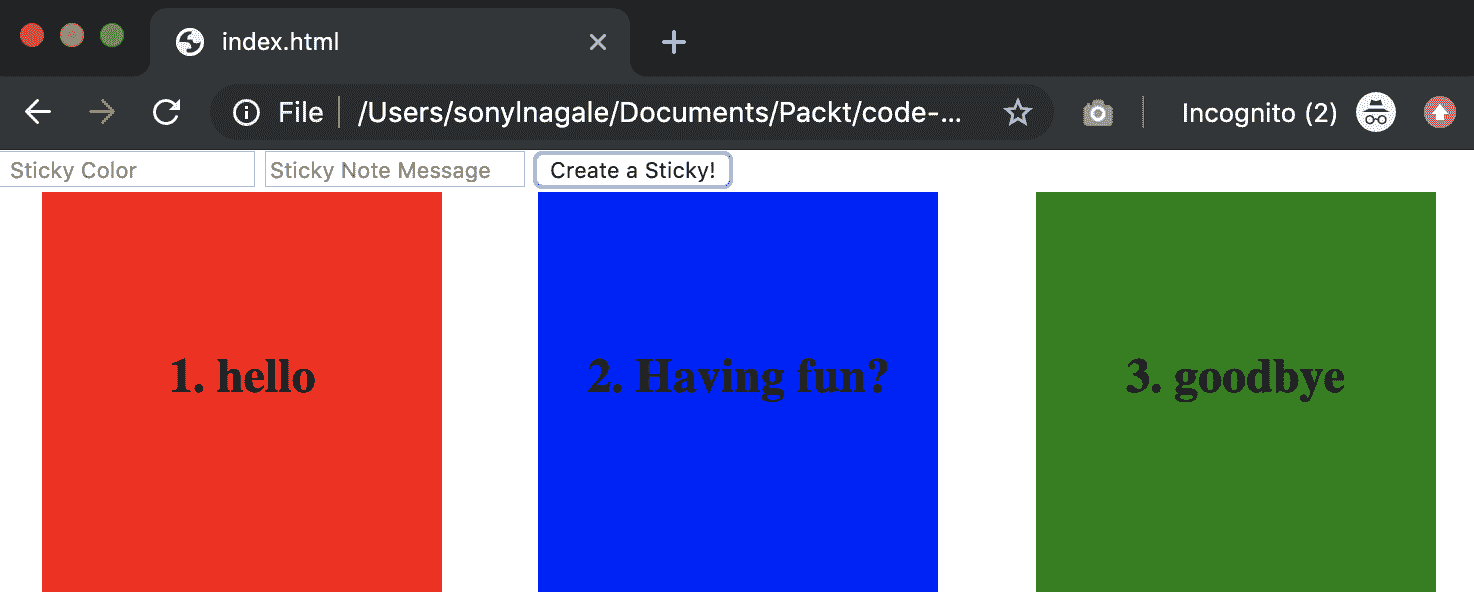 index.html
File /Users/sonylnagale/Documents/Packt/code-... Incognito (2)
Sticky Color Sticky Note Message Create a Sticky!
1. hello 2. Having fun? 3. goodbye